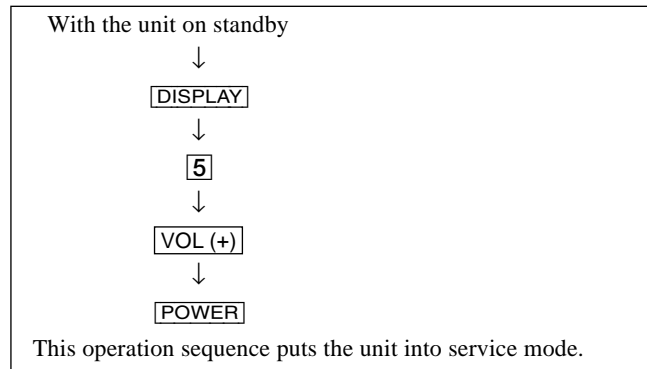 With the unit on standby
↓
DISPLAY
↓
5
↓
VOL (+)
↓
POWER
This operation sequence puts the unit into service mode.